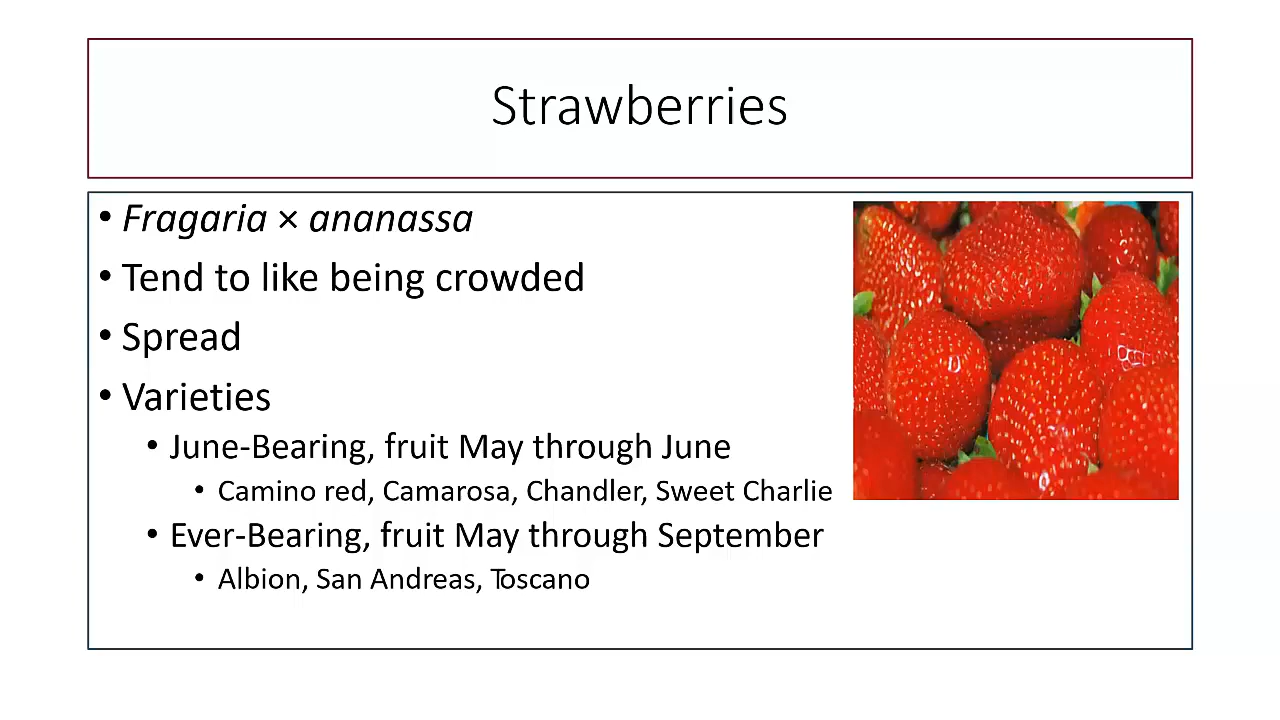 Strawberries
• Fragaria × ananassa
• Tend to like being crowded
• Spread
• Varieties
• June-Bearing, fruit May through June
• Camino red, Camarosa, Chandler, Sweet Charlie
• Ever-Bearing, fruit May through September
• Albion, San Andreas, Toscano